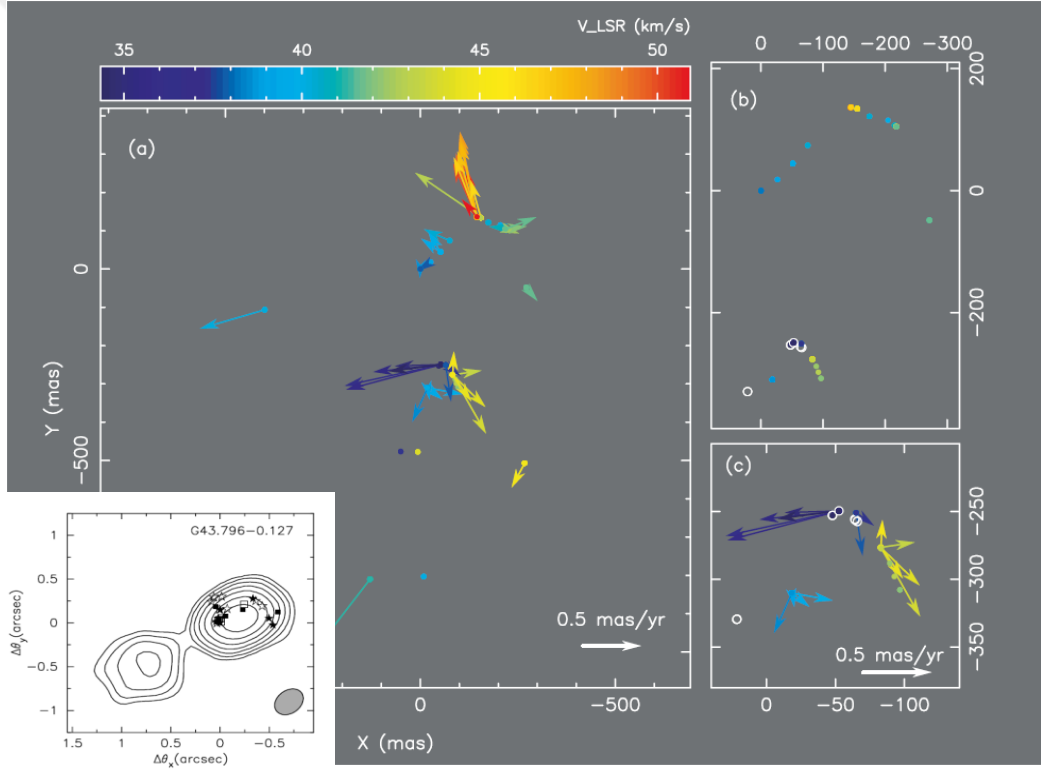 V_LSR (km/s)
35 40 45 50
(a)
0
−500
Y (mas)
0 −500
X (mas)
0.5 mas/yr
0 −100 −200 −300
(b)
200
0
−200
(c)
−250
−300
−350
0.5 mas/yr
0 −50 −100
G43.796−0.127
1
0.5
0
−0.5
−1
Δθy(arcsec)
1.5 1 0.5 0 −0.5
Δθx(arcsec)